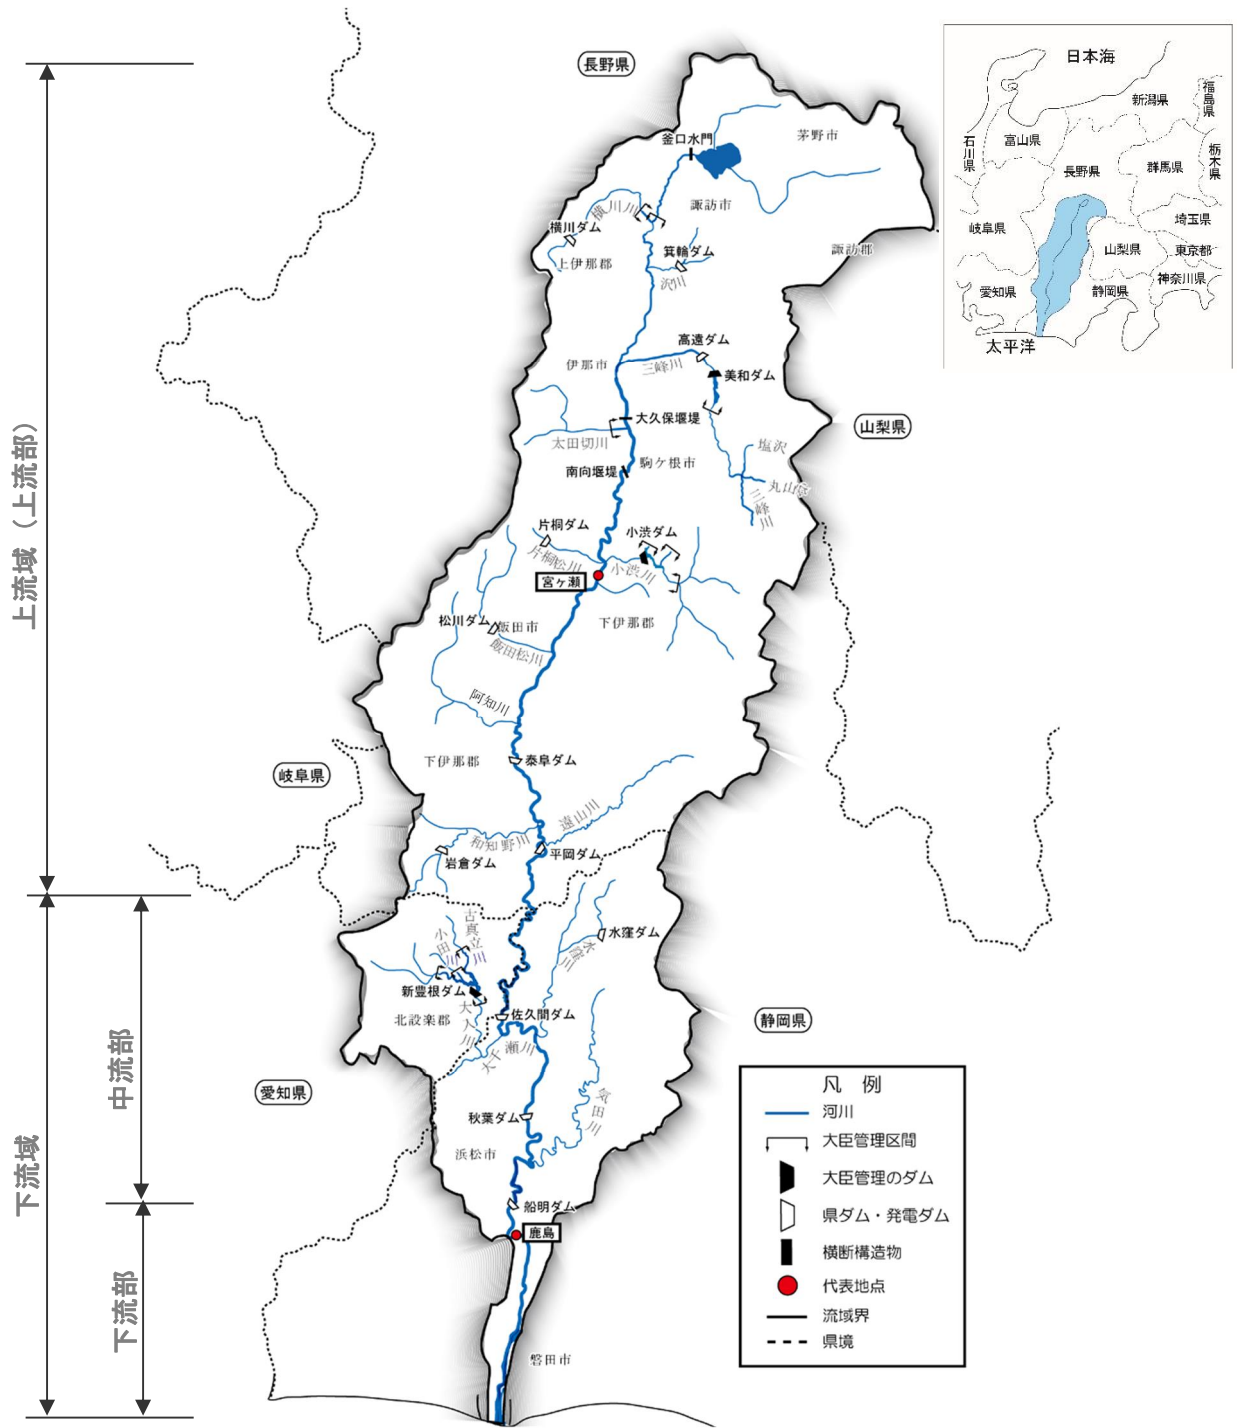 長野県
釜口水門
茅野市
諏訪市
横川川
横川ダム
上伊那郡
箕輪ダム
沢川
諏訪郡
高遠ダム
伊那市
三峰川
美和ダム
大久保堰堤
太田切川
塩沢
駒ケ根市
南向堰堤
丸山谷
三峰川
山梨県
片桐ダム
小渋ダム
片桐松川
小渋川
宮ヶ瀬
松川ダム
飯田市
下伊那郡
飯田松川
阿知川
下伊那郡
泰阜ダム
岐阜県
遠山川
和知野川
平岡ダム
岩倉ダム
古真立川
小田川
水窪ダム
水窪川
新豊根ダム
北設楽郡
大入川
佐久間ダム
大千瀬川
静岡県
愛知県
気田川
秋葉ダム
浜松市
船明ダム
鹿島
磐田市
上流域（上流部）
下流域
中流部
下流部
日本海
新潟県
福島県
石川県
富山県
栃木県
長野県
群馬県
岐阜県
埼玉県
山梨県
東京都
愛知県
静岡県
神奈川県
太平洋
凡 例
河川
大臣管理区間
大臣管理のダム
県ダム・発電ダム
横断構造物
代表地点
流域界
県境